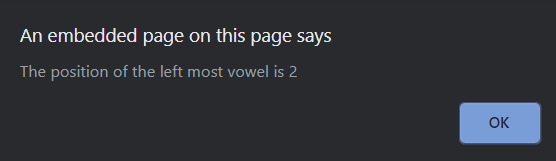 An embedded page on this page says
The position of the left most vowel is 2
OK